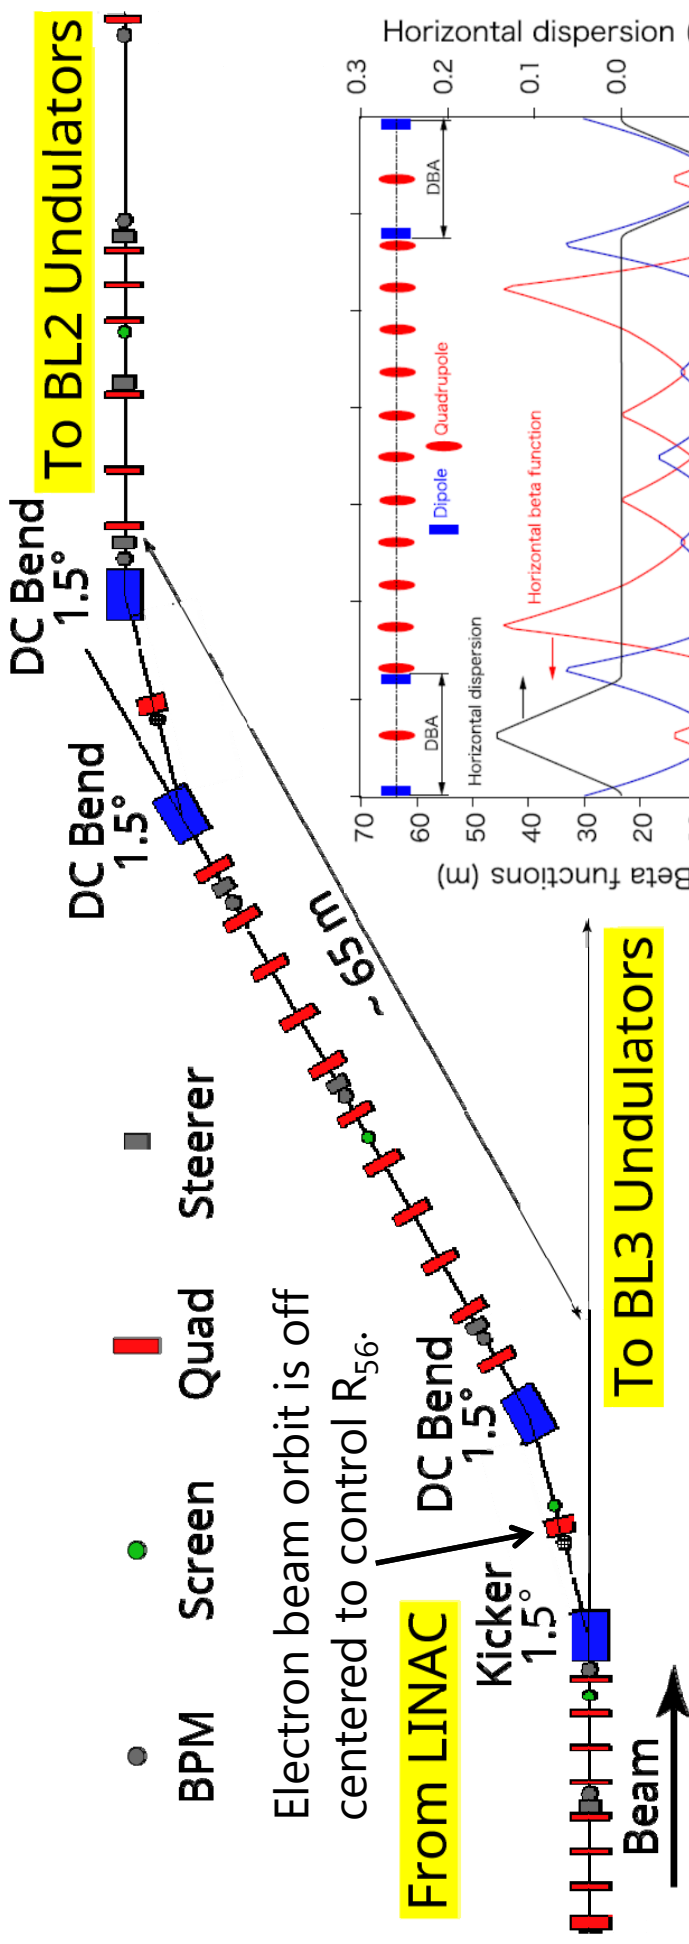 BPM
Screen
Quad
Steerer
Electron beam orbit is off
centered to control R56.
From LINAC
Beam
Kicker
1.5°
DC Bend
1.5°
To BL3 Undulators
~ 65 m
DC Bend
1.5°
DC Bend
1.5°
To BL2 Undulators
Beta functions (m)
70
60
50
40
30
20
Horizontal dispersion (
0.3
0.2
0.1
0.0
DBA
DBA
Dipole
Quadrupole
Horizontal dispersion
Horizontal beta function